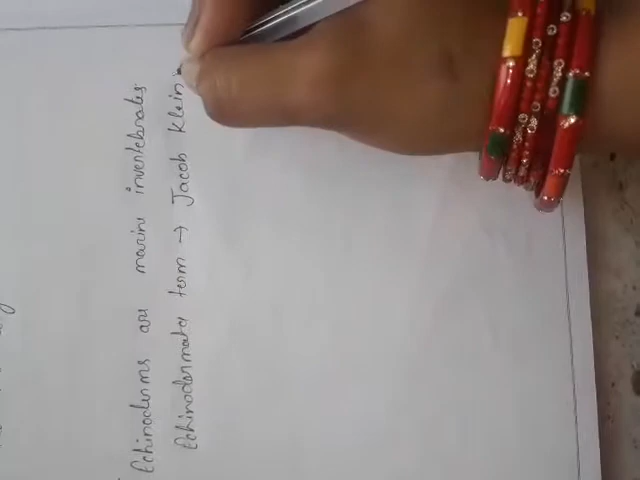 Echinoderms are marine invertebrates
Echinodermata term → Jacob Klein